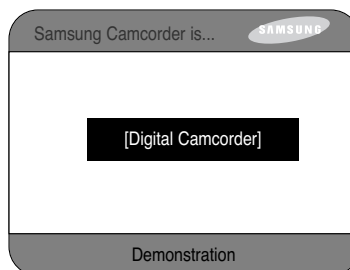 Samsung Camcorder is... SAMSUNG
[Digital Camcorder]
Demonstration